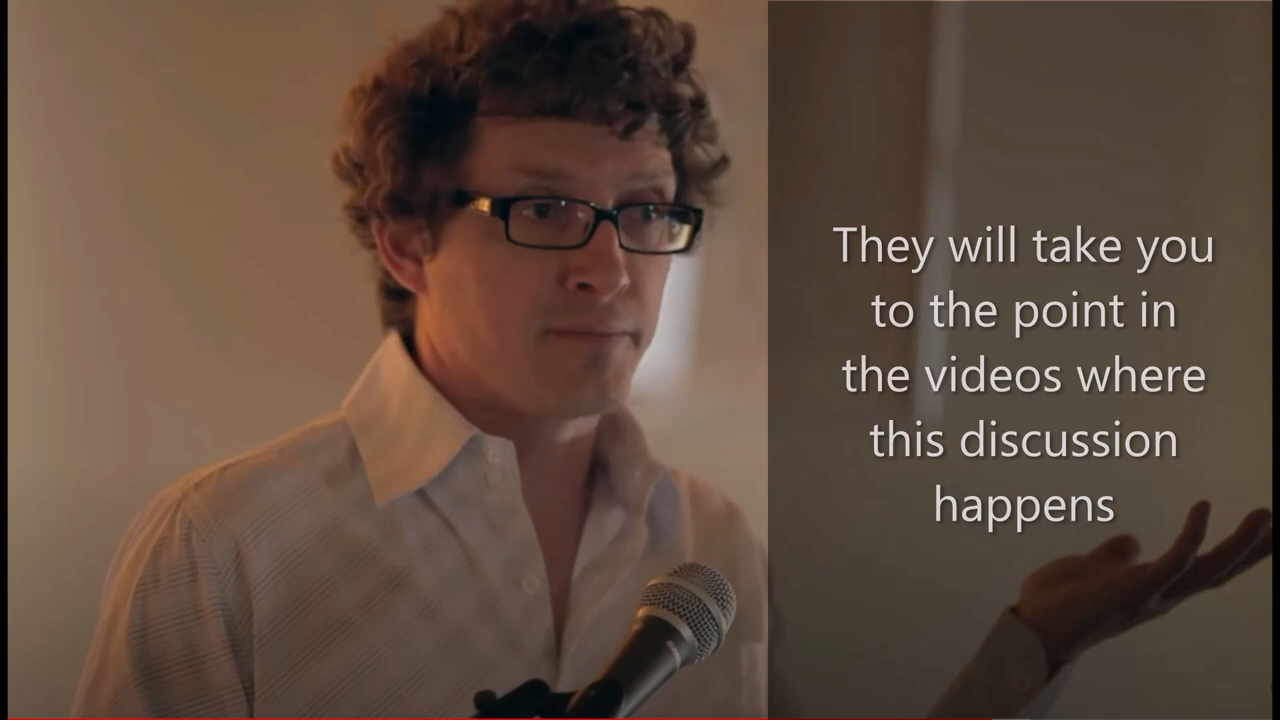 They will take you
to the point in
the videos where
this discussion
happens